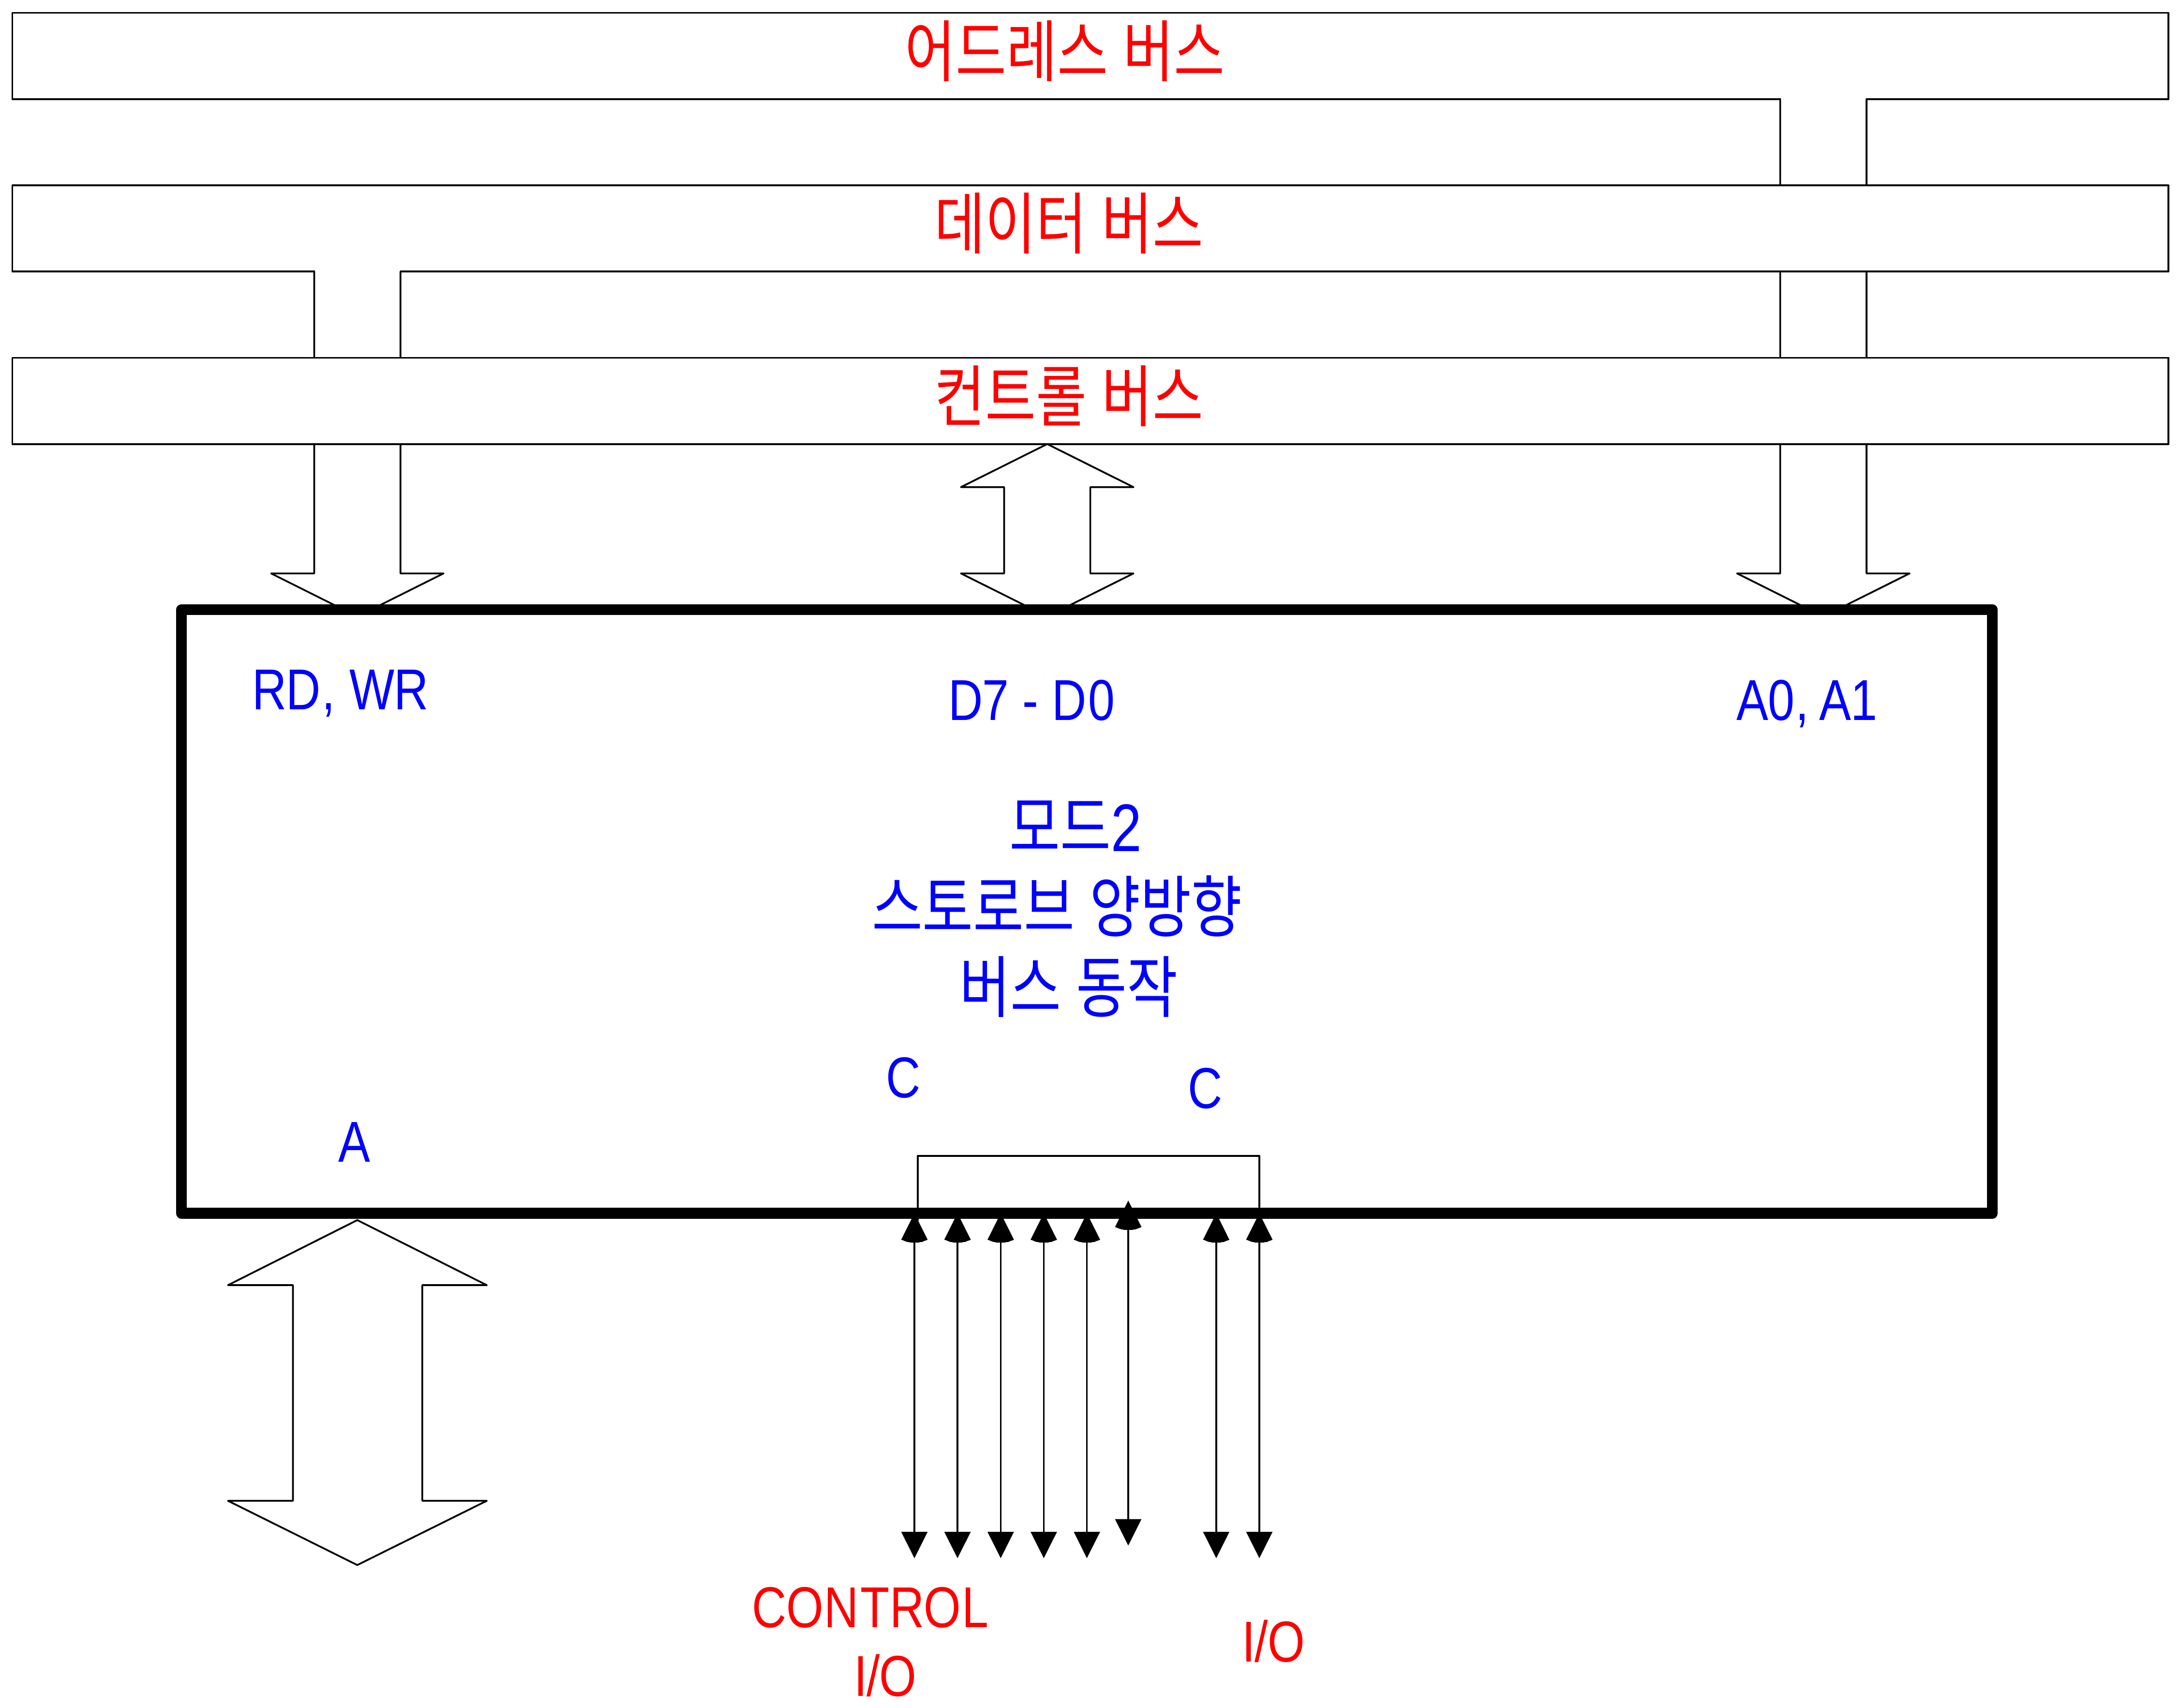 어드레스 버스
데이터 버스
컨트롤 버스
RD, WR
D7 - D0
A0, A1
모드2
스토로브 양방향
버스 동작
C
C
A
CONTROL
I/O
I/O